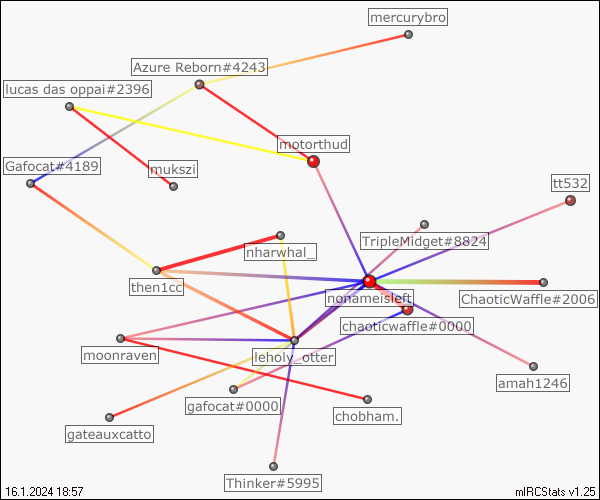 mercurybro
Azure Reborn#4243
lucas das oppai#2396
motorthud
Gafocat#4189
mukszi
tt532
TripleMidget#8824
nharwhal_
then1cc
nonameisleft
ChaoticWaffle#2006
chaoticwaffle#0000
moonraven
leholy_otter
amah1246
gafocat#0000
chobham.
gateauxcatto
Thinker#5995
16.1.2024 18:57
mIRCStats v1.25